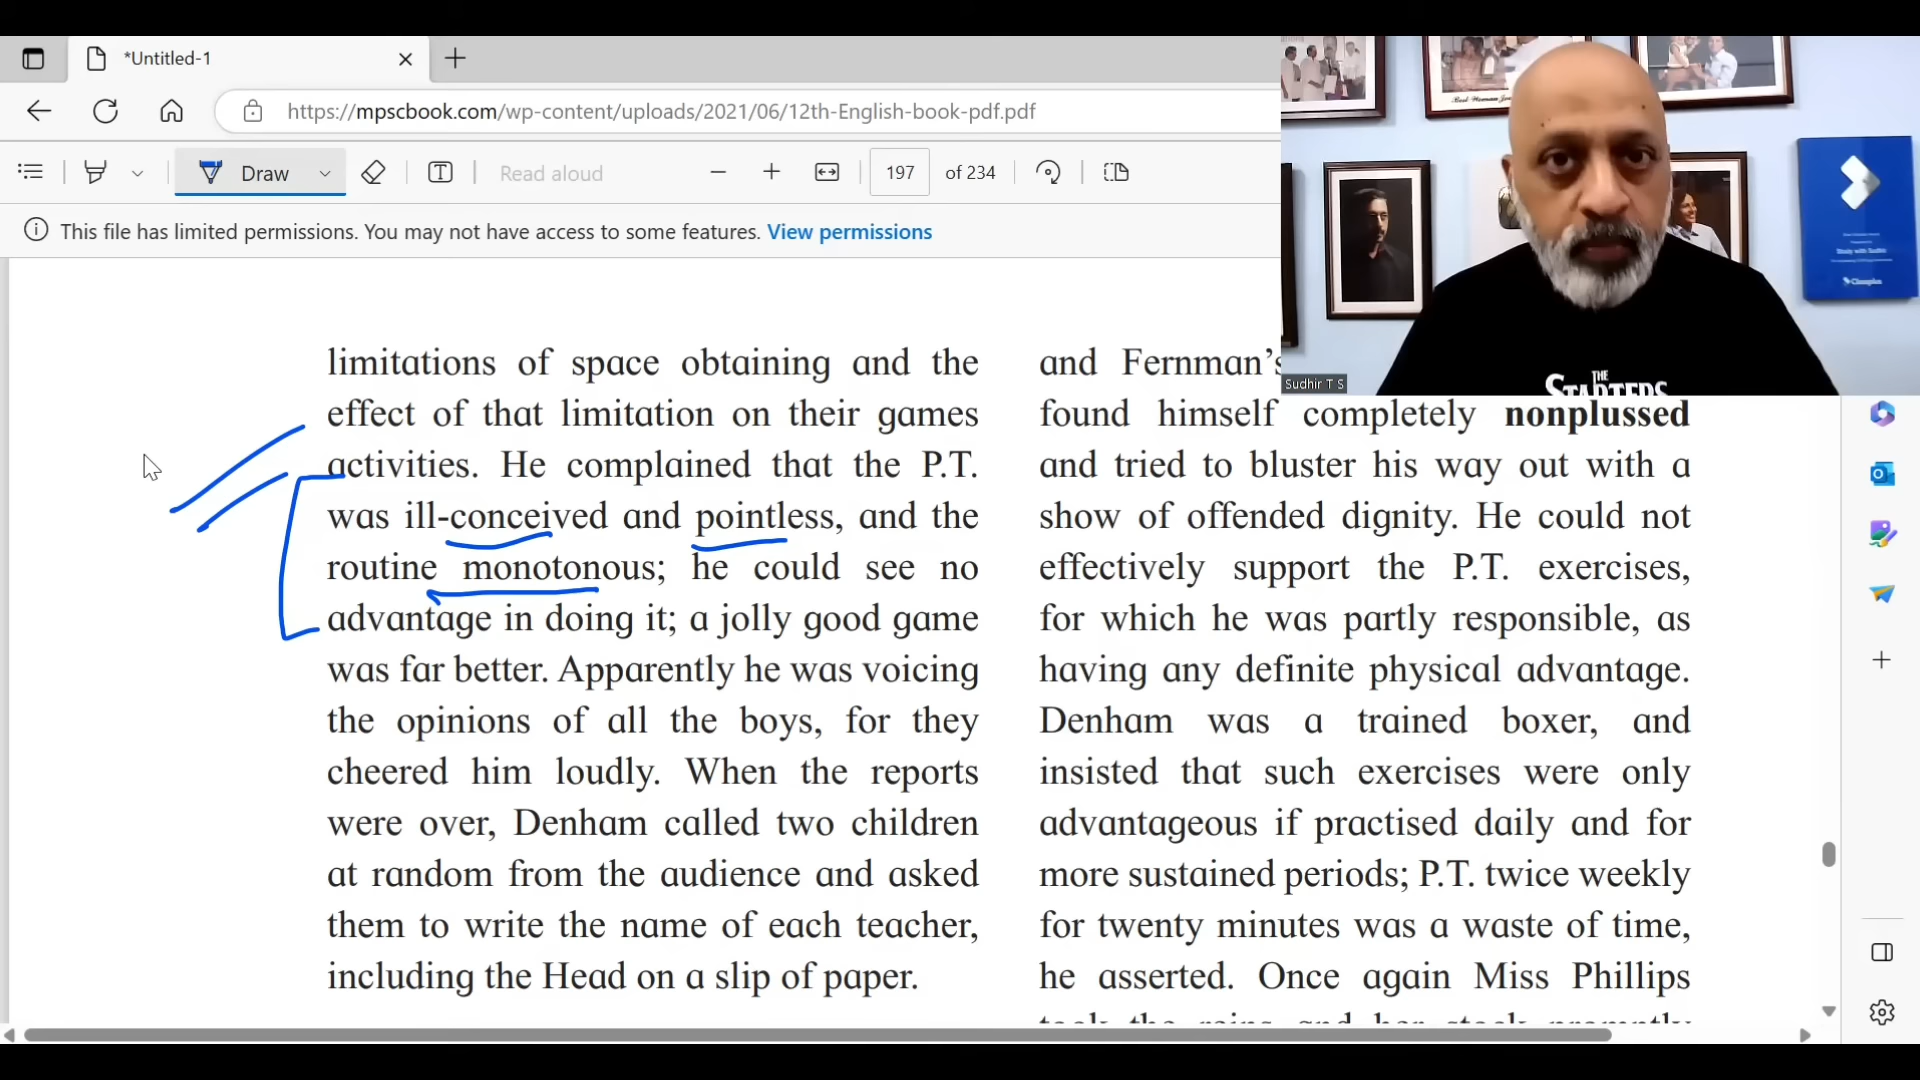 *Untitled-1
https://mpscbook.com/wp-content/uploads/2021/06/12th-English-book-pdf.pdf
Draw
Read aloud
197 of 234
This file has limited permissions. You may not have access to some features. View permissions
limitations of space obtaining and the
effect of that limitation on their games
activities. He complained that the P.T.
was ill-conceived and pointless, and the
routine monotonous; he could see no
advantage in doing it; a jolly good game
was far better. Apparently he was voicing
the opinions of all the boys, for they
cheered him loudly. When the reports
were over, Denham called two children
at random from the audience and asked
them to write the name of each teacher,
including the Head on a slip of paper.
and Fernman's
found himself completely nonplussed
and tried to bluster his way out with a
show of offended dignity. He could not
effectively support the P.T. exercises,
for which he was partly responsible, as
having any definite physical advantage.
Denham was a trained boxer, and
insisted that such exercises were only
advantageous if practised daily and for
more sustained periods; P.T. twice weekly
for twenty minutes was a waste of time,
he asserted. Once again Miss Phillips
Sudhir T S
THE
STARTERS